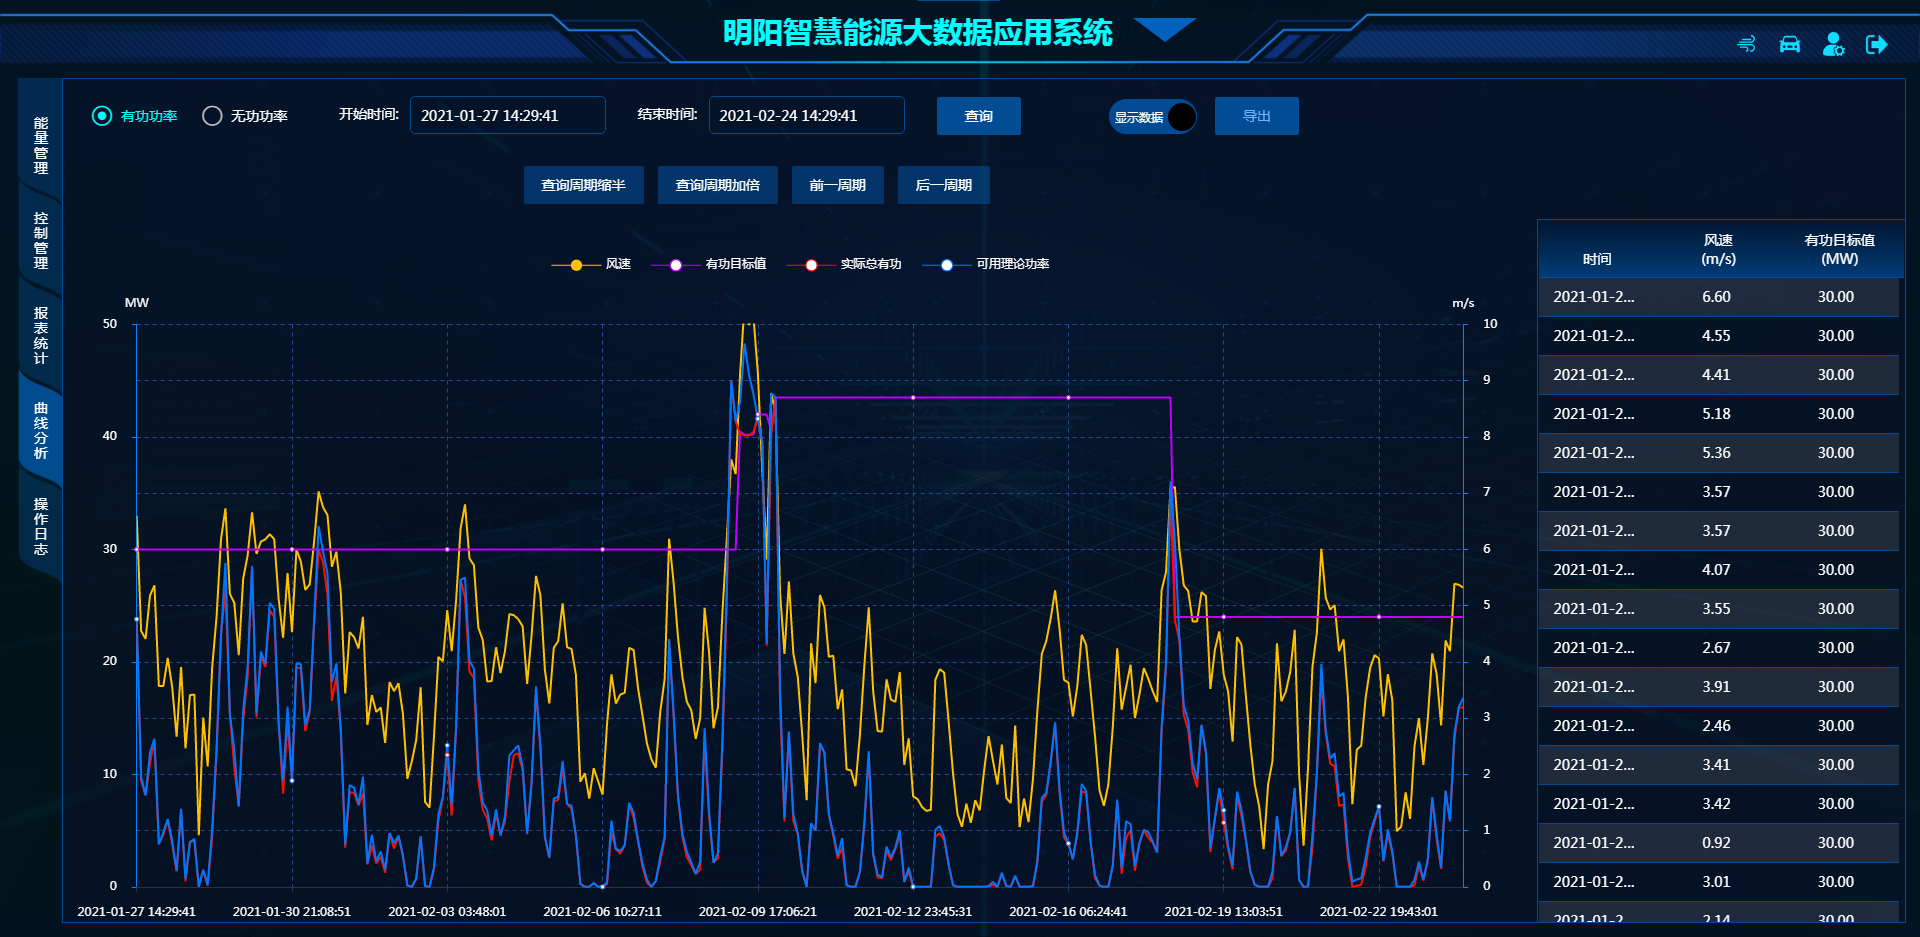 明阳智慧能源大数据应用系统
能量管理
控制管理
报表统计
曲线分析
操作日志
有功功率 无功功率 开始时间: 2021-01-27 14:29:41 结束时间: 2021-02-24 14:29:41 查询 显示数据 导出
查询周期缩半 查询周期加倍 前一周期 后一周期
风速 有功目标值 实际总有功 可用理论功率
MW m/s
50 10
9
40 8
7
30 6
5
20 4
3
10 2
1
0 0
2021-01-27 14:29:41 2021-01-30 21:08:51 2021-02-03 03:48:01 2021-02-06 10:27:11 2021-02-09 17:06:21 2021-02-12 23:45:31 2021-02-16 06:24:41 2021-02-19 13:03:51 2021-02-22 19:43:01
时间 风速 (m/s) 有功目标值 (MW)
2021-01-2... 6.60 30.00
2021-01-2... 4.55 30.00
2021-01-2... 4.41 30.00
2021-01-2... 5.18 30.00
2021-01-2... 5.36 30.00
2021-01-2... 3.57 30.00
2021-01-2... 3.57 30.00
2021-01-2... 4.07 30.00
2021-01-2... 3.55 30.00
2021-01-2... 2.67 30.00
2021-01-2... 3.91 30.00
2021-01-2... 2.46 30.00
2021-01-2... 3.41 30.00
2021-01-2... 3.42 30.00
2021-01-2... 0.92 30.00
2021-01-2... 3.01 30.00
2021-01-2... 2.14 30.00